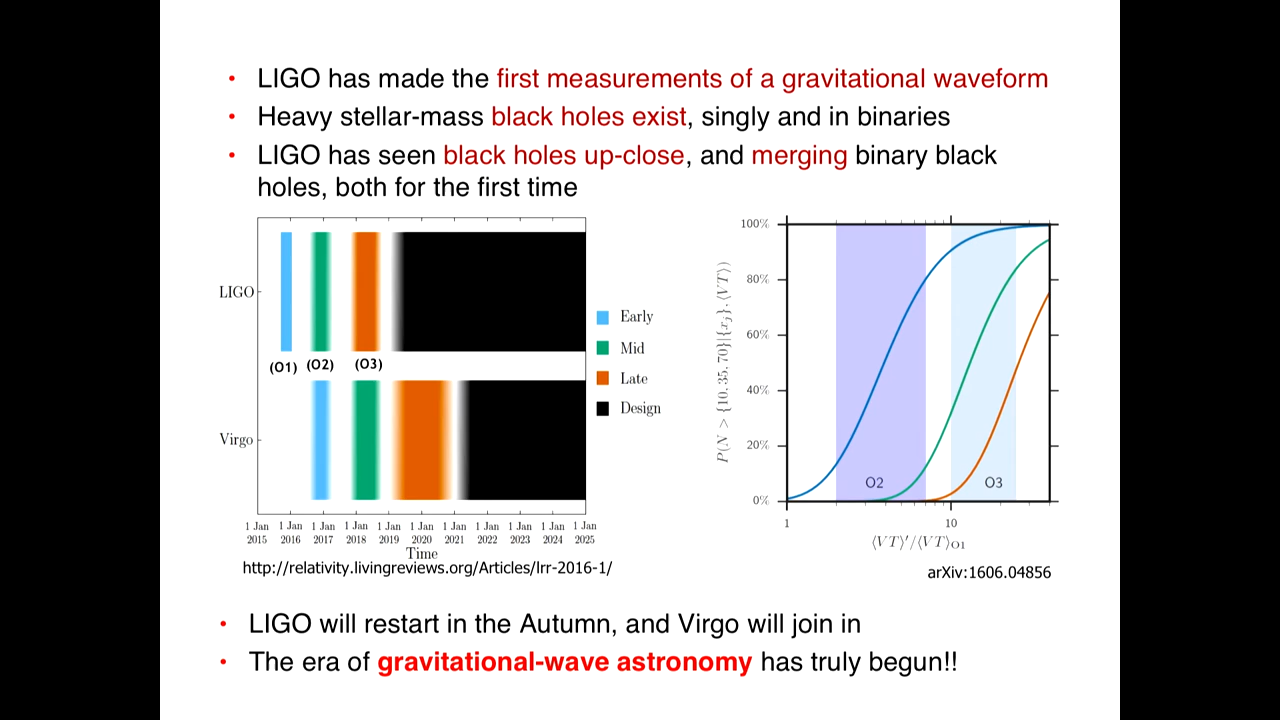 • LIGO has made the first measurements of a gravitational waveform
• Heavy stellar-mass black holes exist, singly and in binaries
• LIGO has seen black holes up-close, and merging binary black
holes, both for the first time
LIGO
(O1) (O2) (O3)
Virgo
1 Jan 2015
1 Jan 2016
1 Jan 2017
1 Jan 2018
1 Jan 2019
1 Jan 2020
1 Jan 2021
1 Jan 2022
1 Jan 2023
1 Jan 2024
1 Jan 2025
Time
Early
Mid
Late
Design
http://relativity.livingreviews.org/Articles/lrr-2016-1/
P(N > {10, 35, 70}|{x_j}, ⟨VT⟩)
100%
80%
60%
40%
20%
0%
O2
O3
1
10
⟨VT⟩′/⟨VT⟩O1
arXiv:1606.04856
• LIGO will restart in the Autumn, and Virgo will join in
• The era of gravitational-wave astronomy has truly begun!!